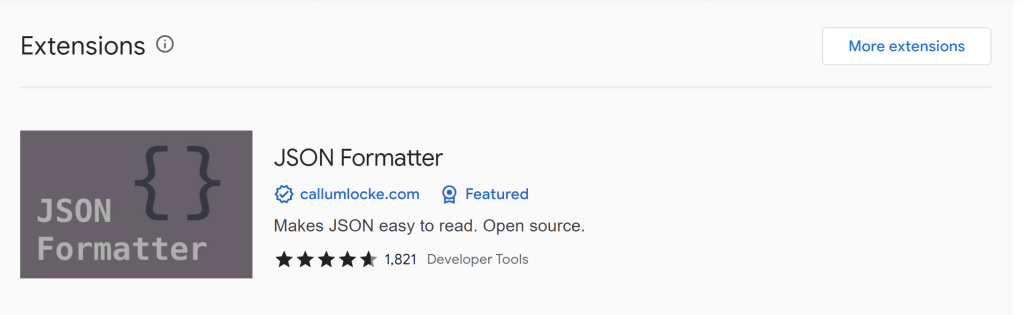 Extensions
More extensions
{}
JSON
Formatter
JSON Formatter
callumlocke.com Featured
Makes JSON easy to read. Open source.
1,821 Developer Tools